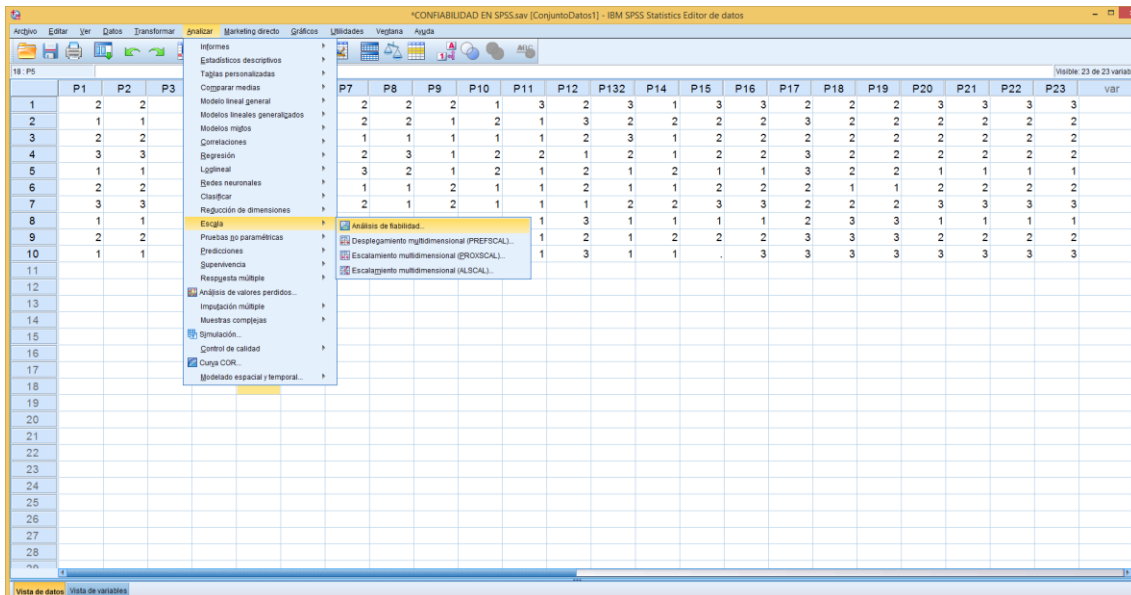 *CONFIABILIDAD EN SPSS.sav [ConjuntoDatos1] - IBM SPSS Statistics Editor de datos
Archivo Editar Ver Datos Transformar Analizar Marketing directo Gráficos Utilidades Ventana Ayuda
18 : P5 Visible: 23 de 23 variab
P1 P2 P3 P7 P8 P9 P10 P11 P12 P132 P14 P15 P16 P17 P18 P19 P20 P21 P22 P23 var
1 2 2 2 2 2 1 3 2 3 1 3 3 2 2 2 3 3 3 3
2 1 1 2 2 1 2 1 3 2 2 2 2 3 2 2 2 2 2 2
3 2 2 1 1 1 1 1 2 3 1 2 2 2 2 2 2 2 2 2
4 3 3 2 3 1 2 2 1 2 1 2 2 3 2 2 2 2 2 2
5 1 1 3 2 1 2 1 2 1 2 1 1 3 2 2 1 1 1 1
6 2 2 1 1 2 1 1 2 1 1 2 2 2 1 1 2 2 2 2
7 3 3 2 1 2 1 1 1 2 2 3 3 2 2 2 3 3 3 3
8 1 1 1 3 1 1 1 1 2 3 3 1 1 1 1
9 2 2 1 2 1 2 2 2 3 3 3 2 2 2 2
10 1 1 1 3 1 1 . 3 3 3 3 3 3 3 3
11
12
13
14
15
16
17
18
19
20
21
22
23
24
25
26
27
28
29
Informes
Estadísticos descriptivos
Tablas personalizadas
Comparar medias
Modelo lineal general
Modelos lineales generalizados
Modelos mixtos
Correlaciones
Regresión
Loglineal
Redes neuronales
Clasificar
Reducción de dimensiones
Escala
Pruebas no paramétricas
Predicciones
Supervivencia
Respuesta múltiple
Análisis de valores perdidos...
Imputación múltiple
Muestras complejas
Simulación...
Control de calidad
Curva COR...
Modelado espacial y temporal...
Análisis de fiabilidad...
Desplegamiento multidimensional (PREFSCAL)...
Escalamiento multidimensional (PROXSCAL)...
Escalamiento multidimensional (ALSCAL)...
Vista de datos Vista de variables